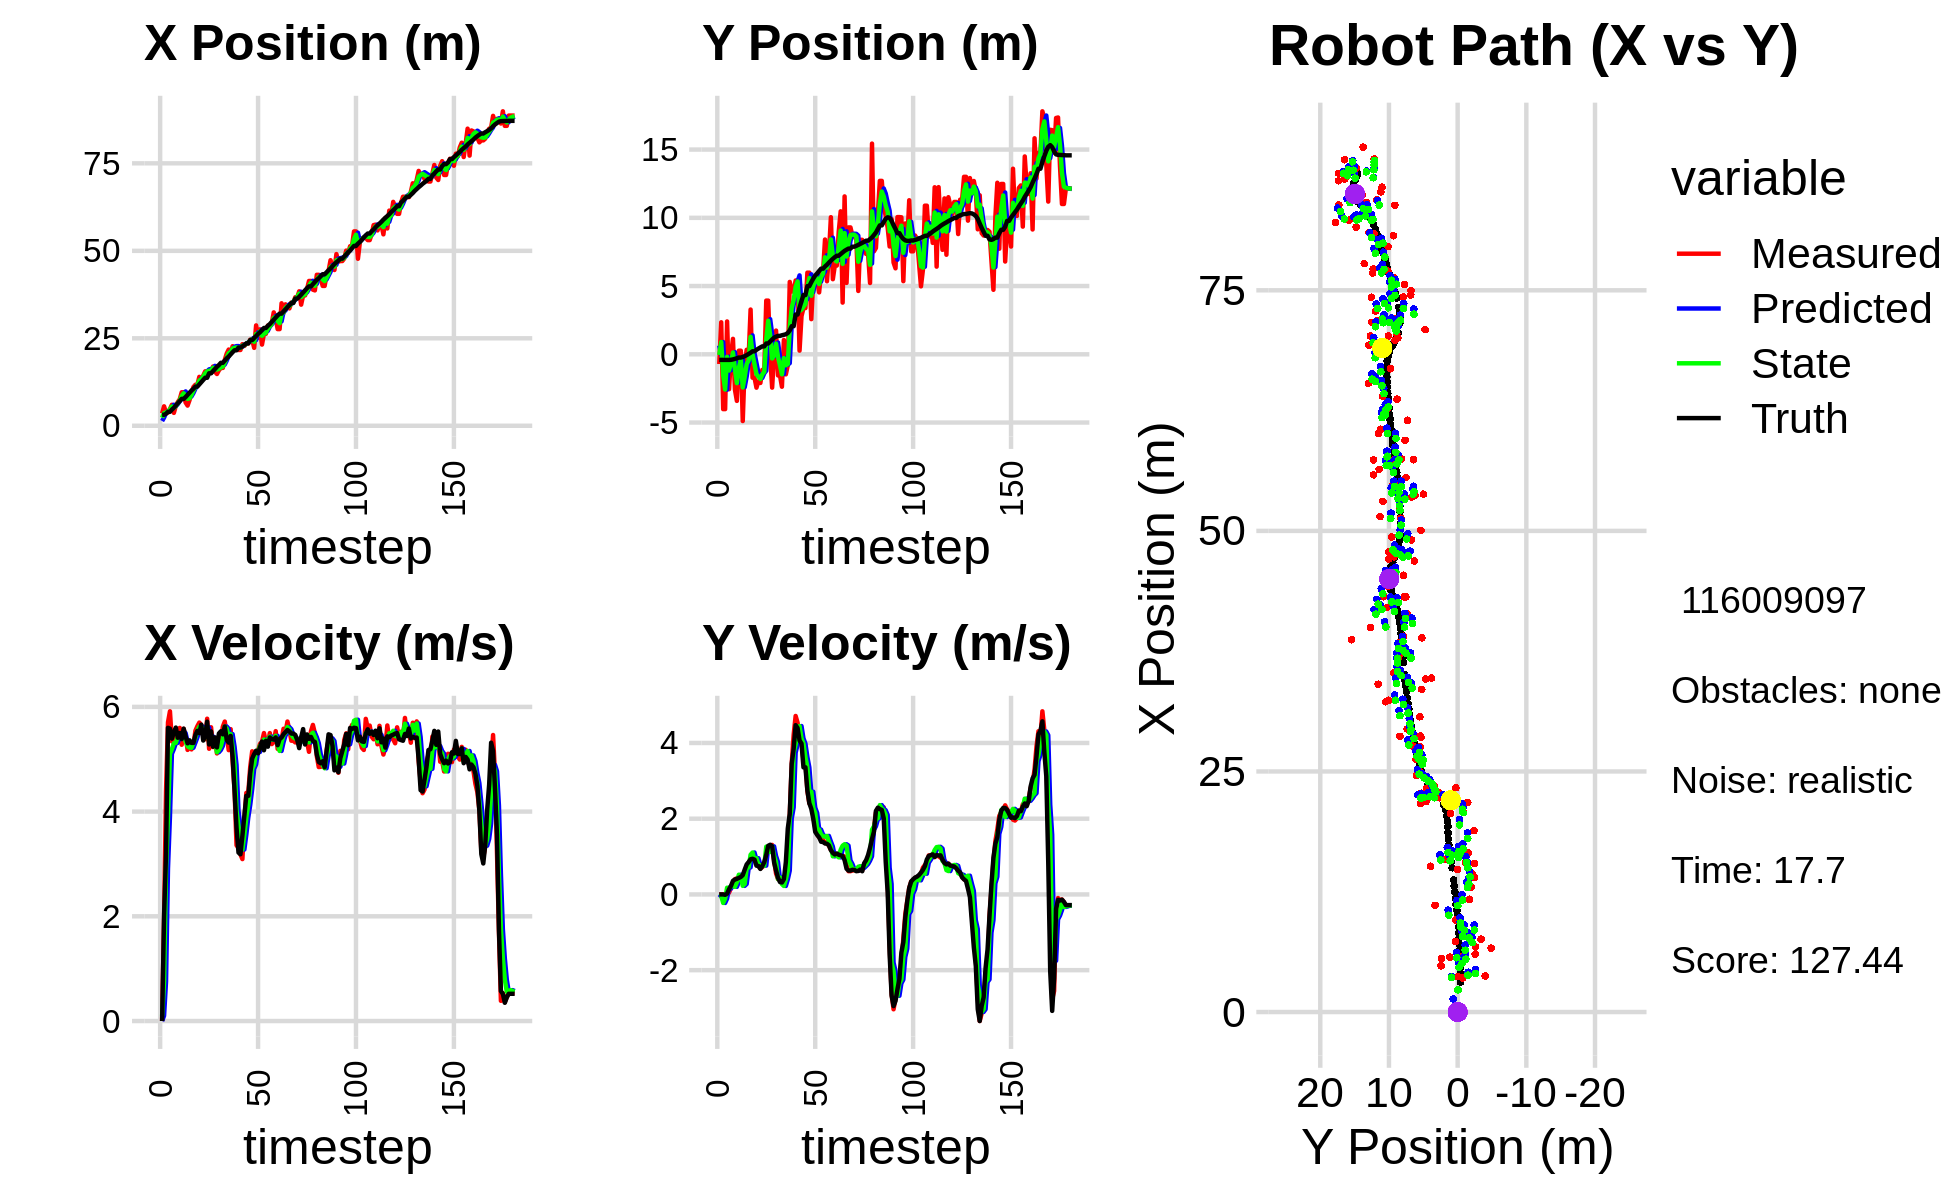 X Position (m)
75
50
25
0
0
50
100
150
timestep
Y Position (m)
15
10
5
0
-5
0
50
100
150
timestep
X Velocity (m/s)
6
4
2
0
0
50
100
150
timestep
Y Velocity (m/s)
4
2
0
-2
0
50
100
150
timestep
Robot Path (X vs Y)
X Position (m)
75
50
25
0
20 10 0 -10 -20
Y Position (m)
variable
Measured
Predicted
State
Truth
116009097
Obstacles: none
Noise: realistic
Time: 17.7
Score: 127.44